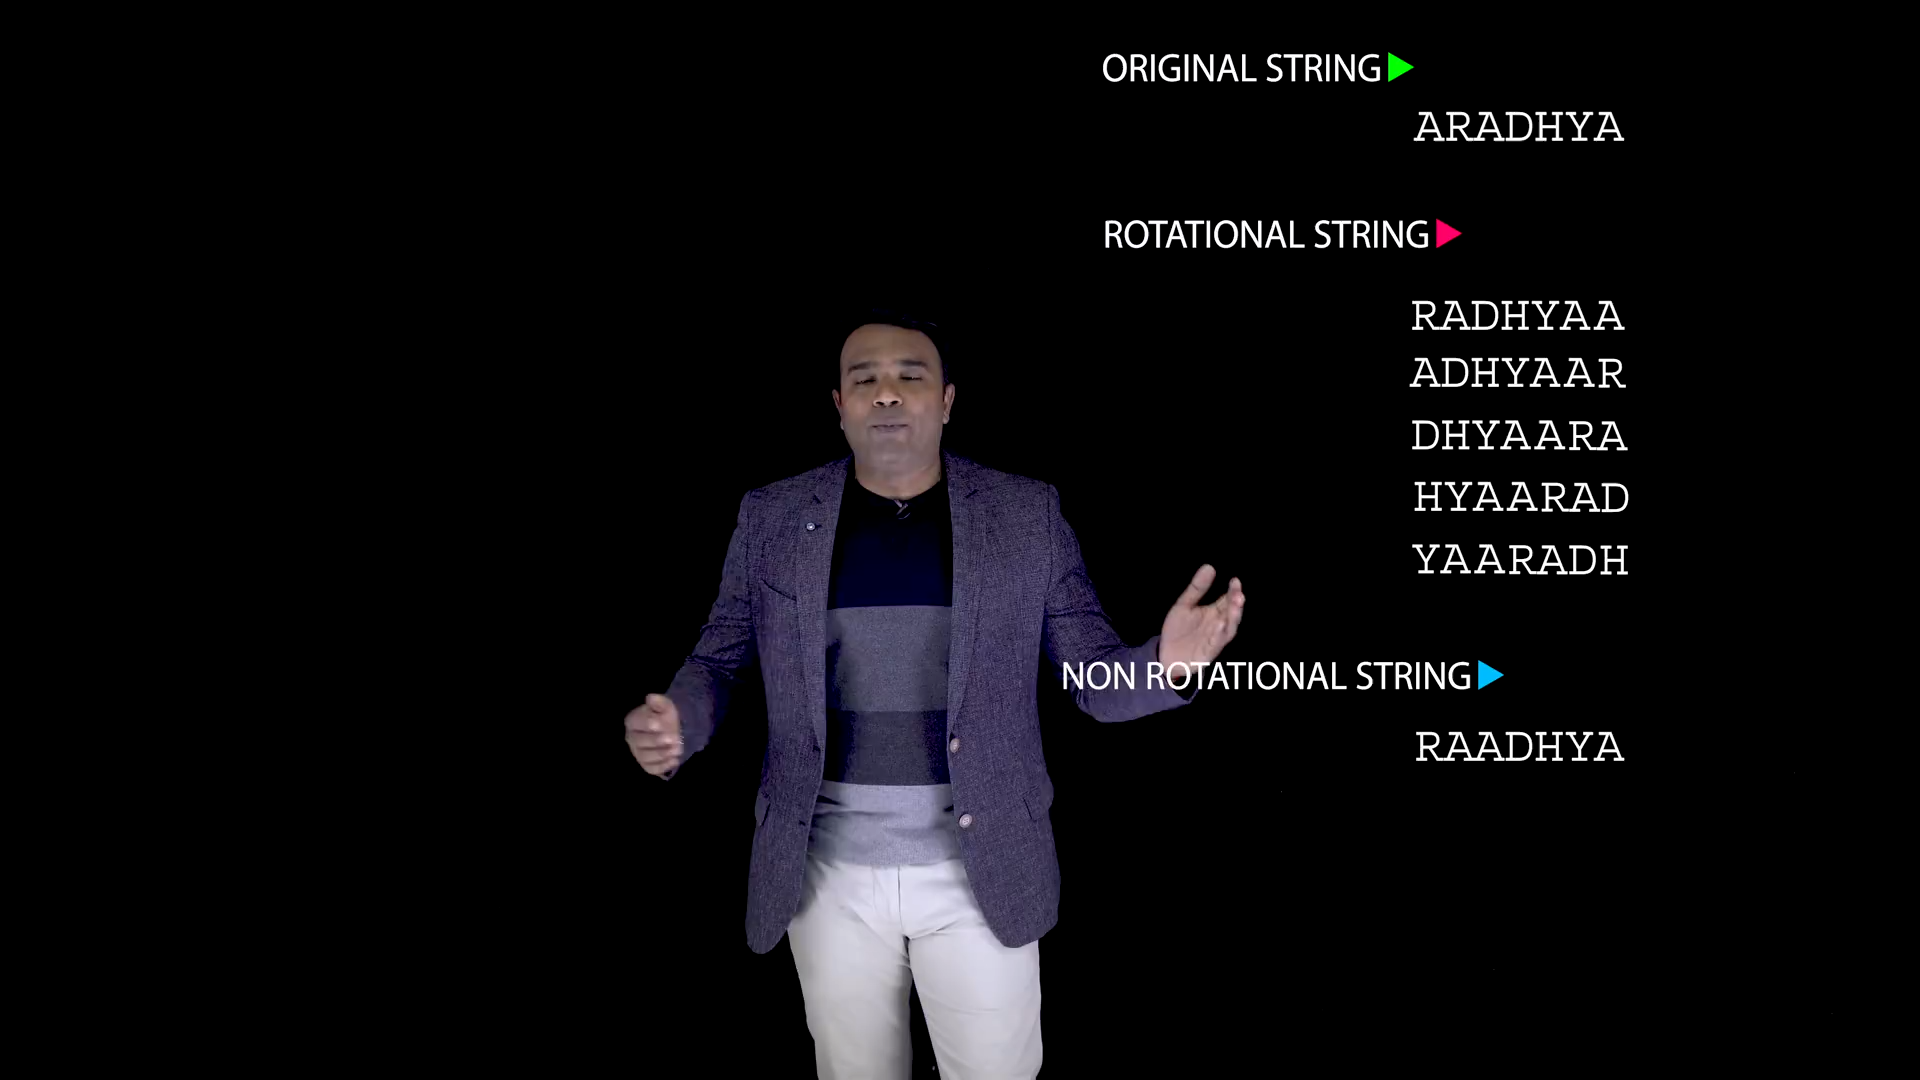 ORIGINAL STRING
ARADHYA
ROTATIONAL STRING
RADHYAA
ADHYAAR
DHYAARA
HYAARAD
YAARADH
NON ROTATIONAL STRING
RAADHYA